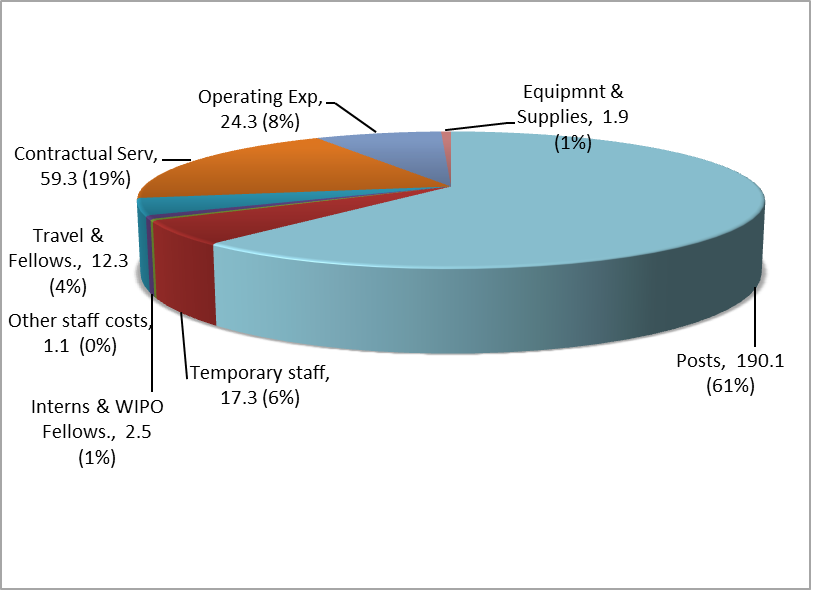 Equipmnt &
Supplies, 1.9
(1%)
Operating Exp,
24.3 (8%)
Contractual Serv,
59.3 (19%)
Travel &
Fellows., 12.3
(4%)
Other staff costs,
1.1 (0%)
Interns & WIPO
Fellows., 2.5
(1%)
Temporary staff,
17.3 (6%)
Posts, 190.1
(61%)